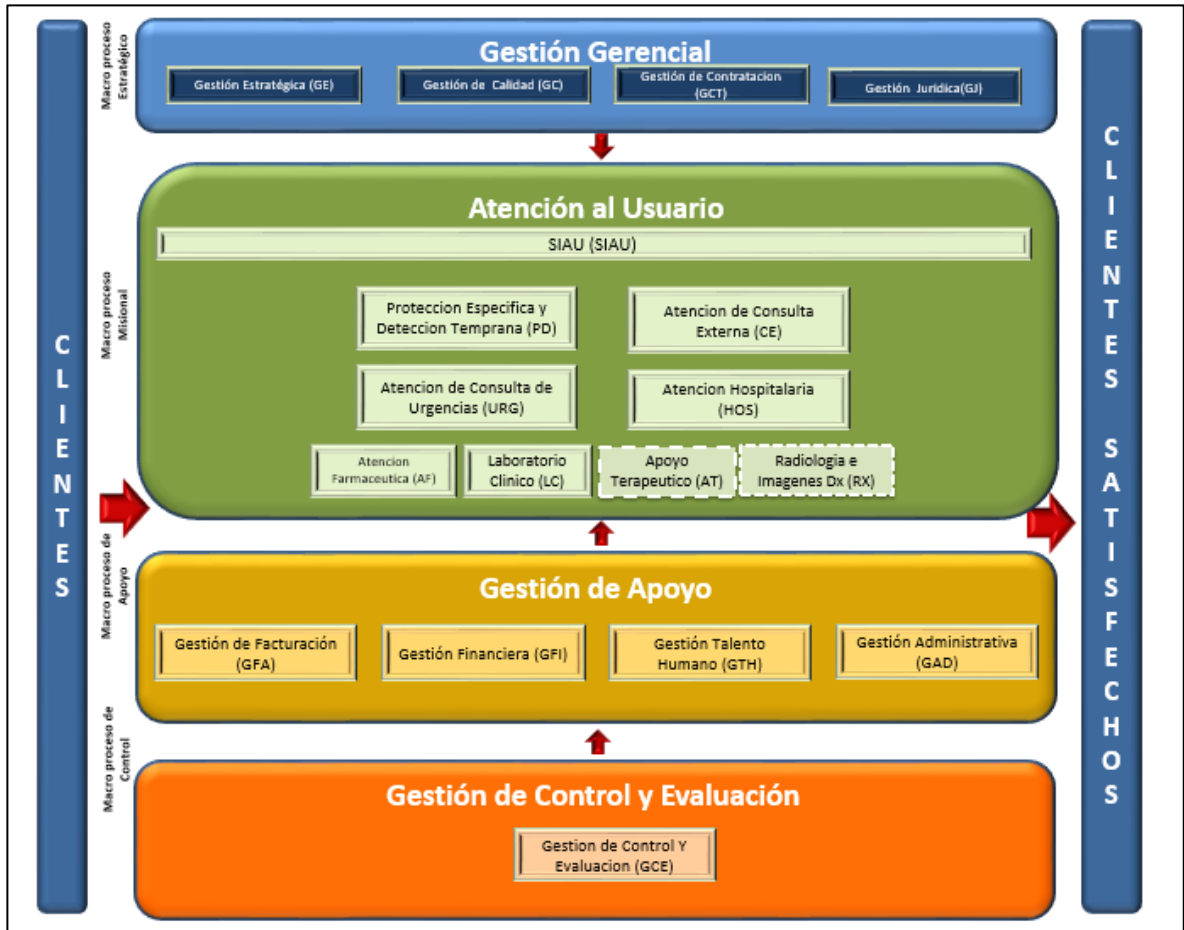 CLIENTES
Macro proceso
Estratégico
Gestión Gerencial
Gestión Estratégica (GE)
Gestión de Calidad (GC)
Gestión de Contratacion
(GCT)
Gestión Juridica(GJ)
Macro proceso
Misional
Atención al Usuario
SIAU (SIAU)
Proteccion Especifica y
Deteccion Temprana (PD)
Atencion de Consulta
Externa (CE)
Atencion de Consulta de
Urgencias (URG)
Atencion Hospitalaria
(HOS)
Atencion
Farmaceutica (AF)
Laboratorio
Clinico (LC)
Apoyo
Terapeutico (AT)
Radiologia e
Imagenes Dx (RX)
Macro proceso de
Apoyo
Gestión de Apoyo
Gestión de Facturación
(GFA)
Gestión Financiera (GFI)
Gestión Talento
Humano (GTH)
Gestión Administrativa
(GAD)
Macro proceso de
Control
Gestión de Control y Evaluación
Gestion de Control Y
Evaluacion (GCE)
CLIENTES SATISFECHOS